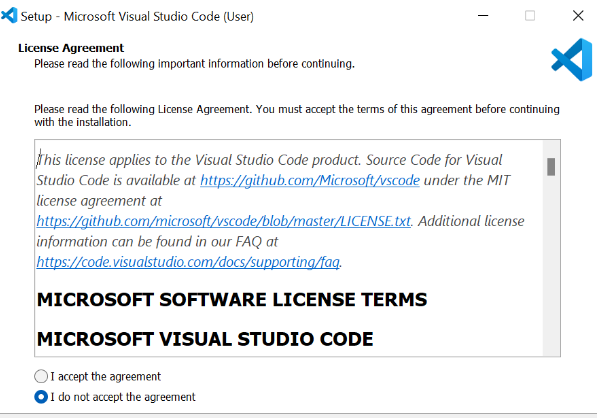 Setup - Microsoft Visual Studio Code (User)
License Agreement
Please read the following important information before continuing.
Please read the following License Agreement. You must accept the terms of this agreement before continuing
with the installation.
This license applies to the Visual Studio Code product. Source Code for Visual
Studio Code is available at https://github.com/Microsoft/vscode under the MIT
license agreement at
https://github.com/microsoft/vscode/blob/master/LICENSE.txt. Additional license
information can be found in our FAQ at
https://code.visualstudio.com/docs/supporting/faq.
MICROSOFT SOFTWARE LICENSE TERMS
MICROSOFT VISUAL STUDIO CODE
I accept the agreement
I do not accept the agreement